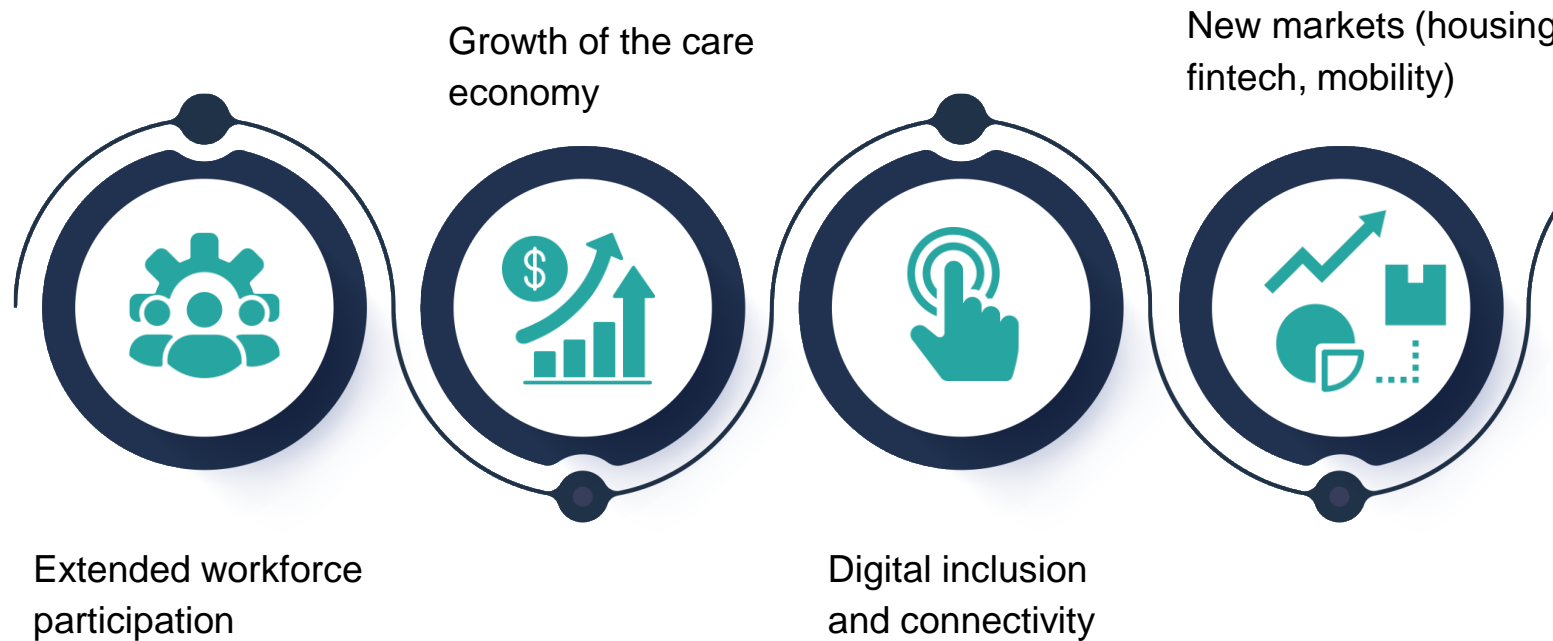 Growth of the care
economy
New markets (housing
fintech, mobility)
$
Extended workforce
participation
Digital inclusion
and connectivity